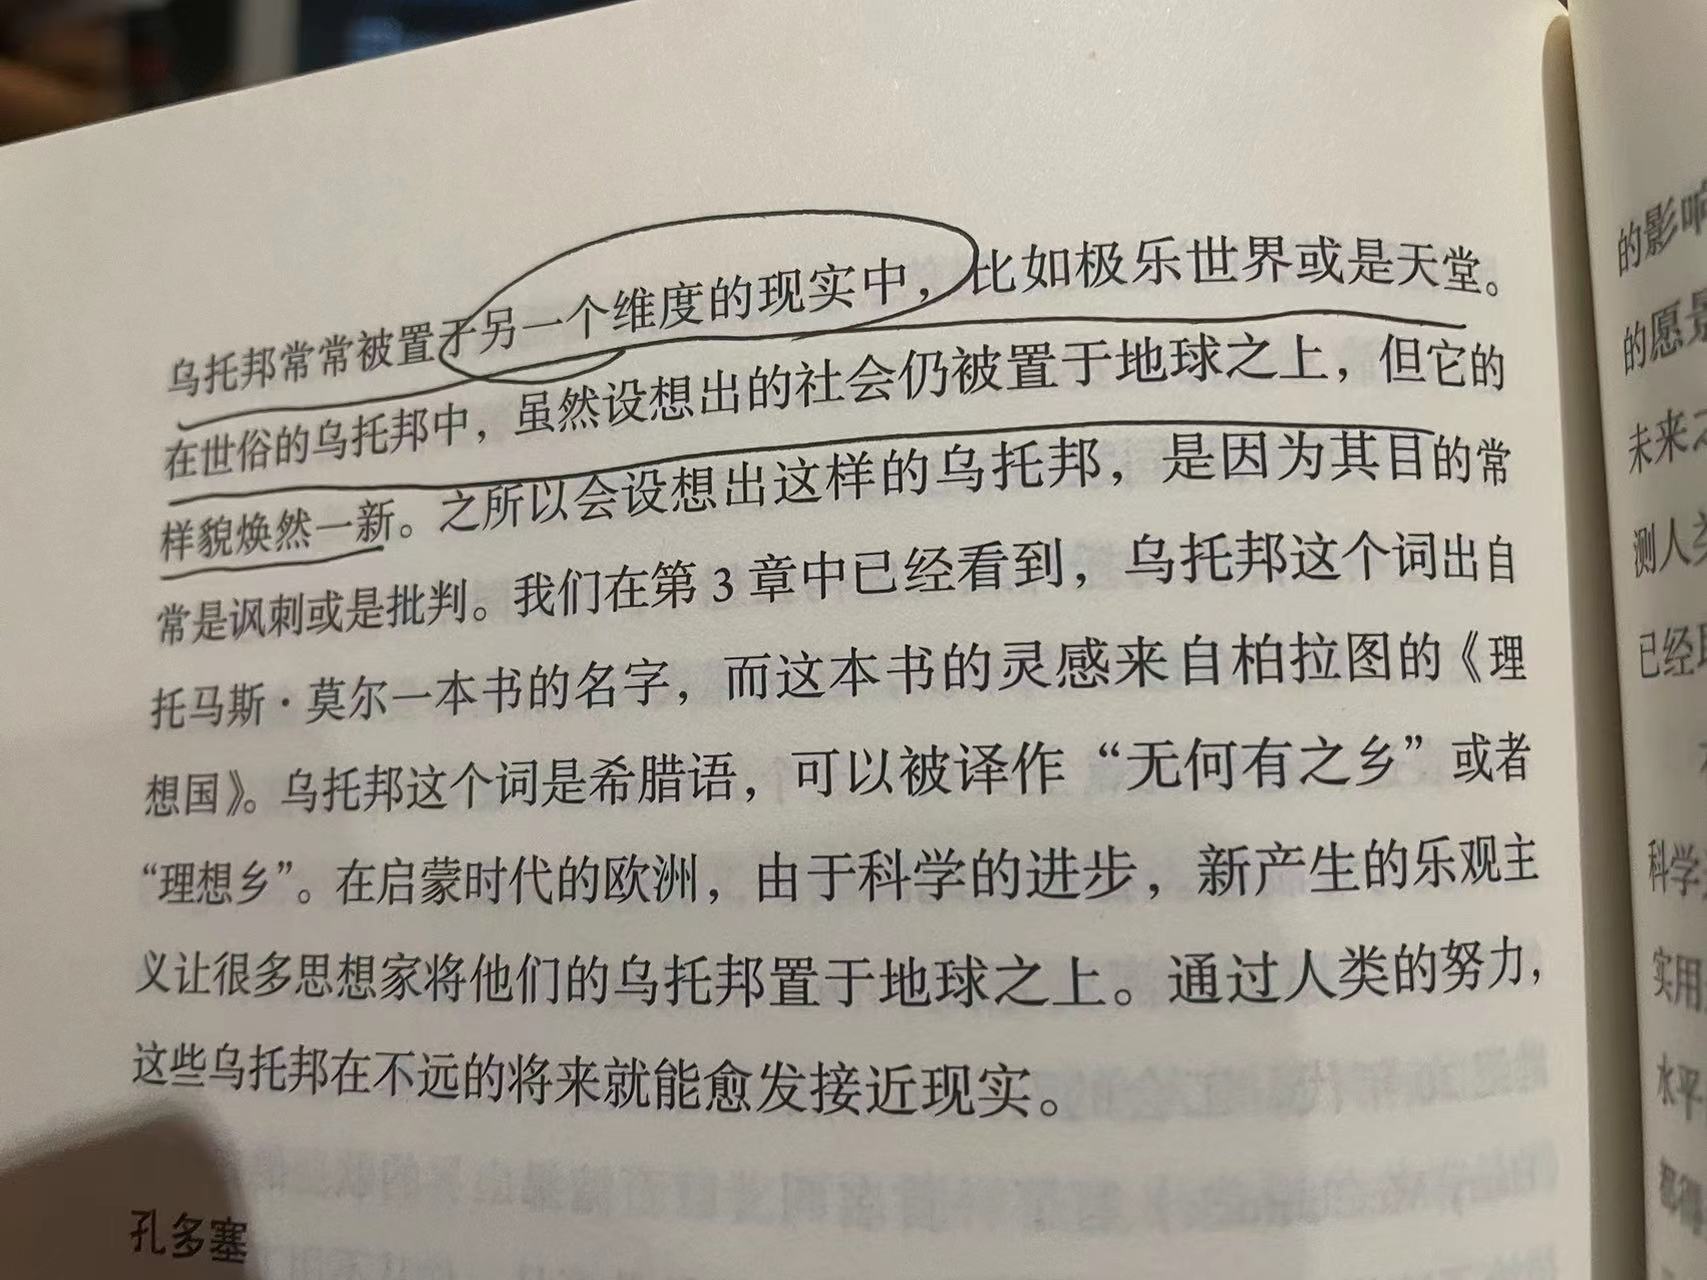 乌托邦常常被置于另一个维度的现实中，比如极乐世界或是天堂。
在世俗的乌托邦中，虽然设想出的社会仍被置于地球之上，但它的
样貌焕然一新。之所以会设想出这样的乌托邦，是因为其目的常
常是讽刺或是批判。我们在第3章中已经看到，乌托邦这个词出自
托马斯·莫尔一本书的名字，而这本书的灵感来自柏拉图的《理
想国》。乌托邦这个词是希腊语，可以被译作“无何有之乡”或者
“理想乡”。在启蒙时代的欧洲，由于科学的进步，新产生的乐观主
义让很多思想家将他们的乌托邦置于地球之上。通过人类的努力，
这些乌托邦在不远的将来就能愈发接近现实。
孔多塞
的影响
的愿景
未来之
测人类
已经
科学
实用
水平